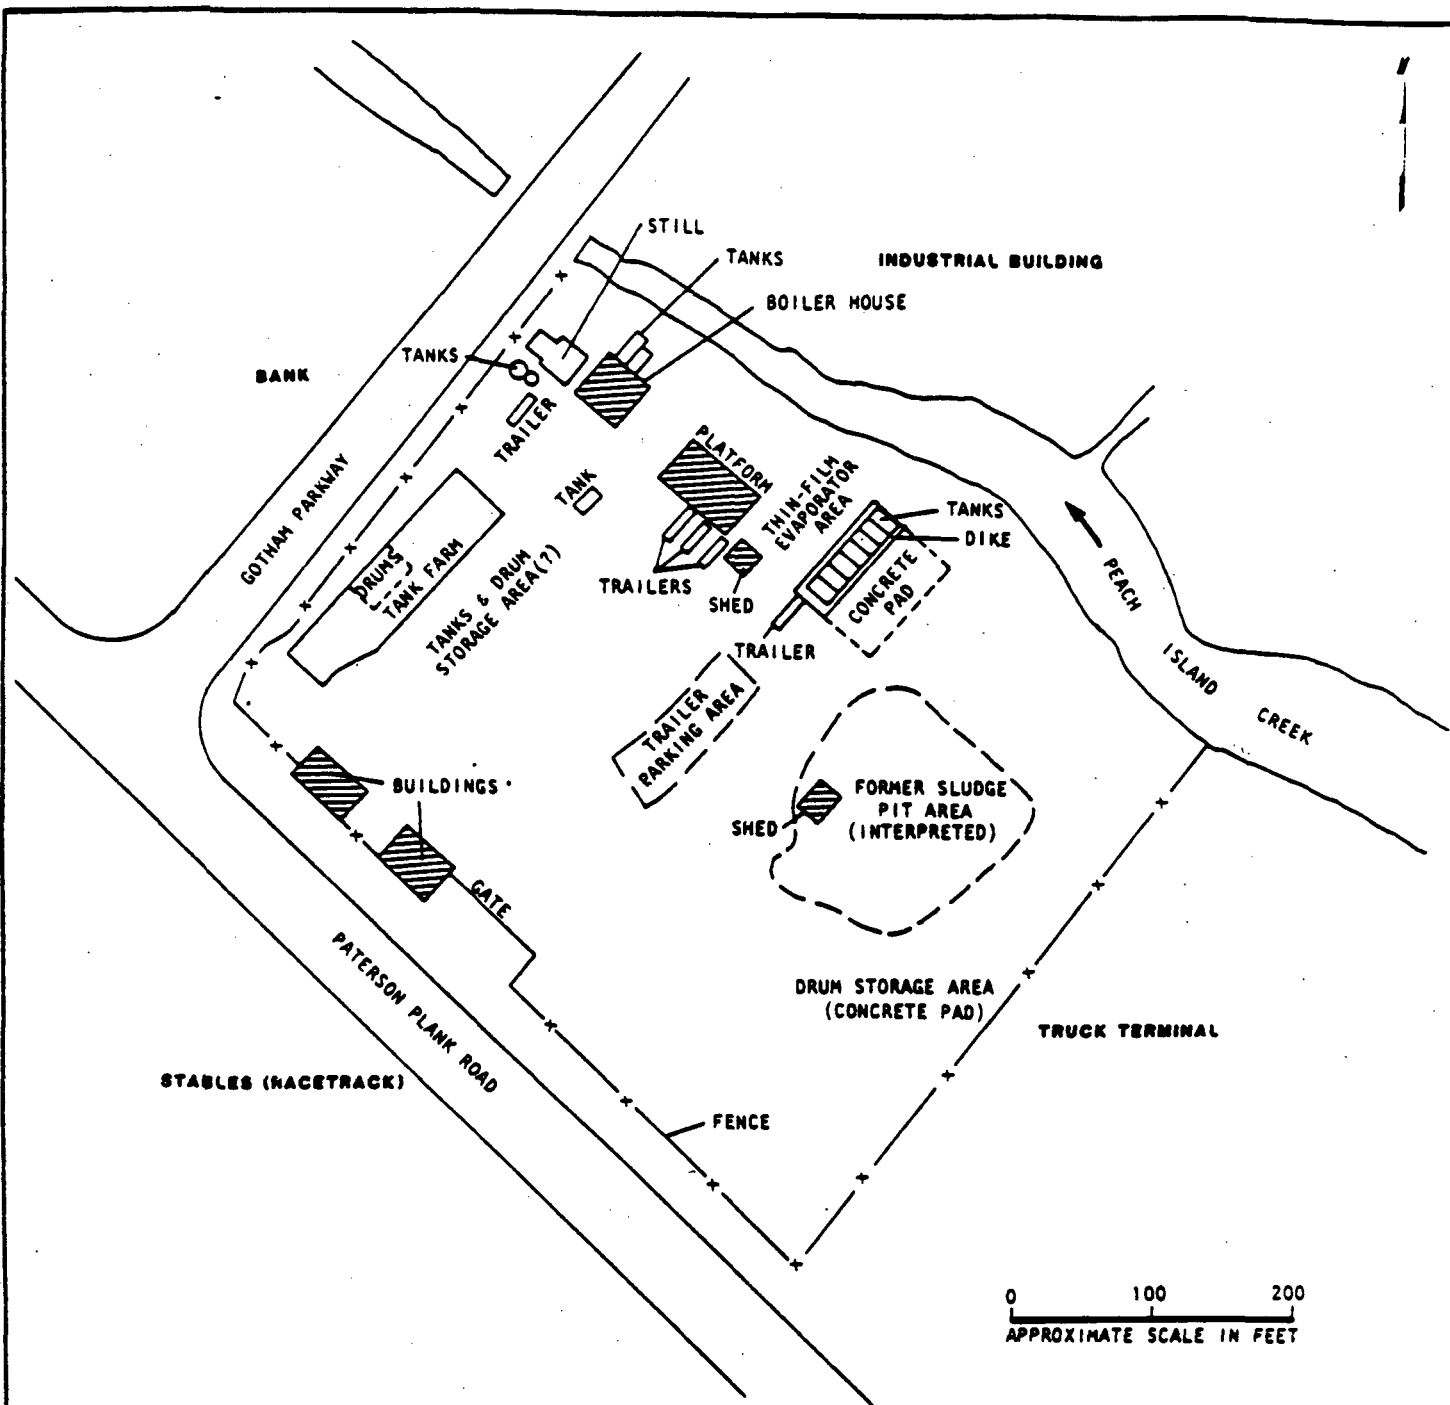 STILL
TANKS
INDUSTRIAL BUILDING
BOILER HOUSE
TANKS
BANK
TRAILER
PLATFORM
GOTHAM PARKWAY
TANK
THIN-FILM
EVAPORATOR
AREA
TANKS
DIKE
DRUMS
TANK FARM
TANKS & DRUM
STORAGE AREA(?)
TRAILERS
SHED
CONCRETE
PAD
PEACH
ISLAND
CREEK
TRAILER
TRAILER
PARKING AREA
BUILDINGS
SHED
FORMER SLUDGE
PIT AREA
(INTERPRETED)
GATE
PATERSON PLANK ROAD
DRUM STORAGE AREA
(CONCRETE PAD)
TRUCK TERMINAL
STABLES (RACETRACK)
FENCE
0 100 200
APPROXIMATE SCALE IN FEET